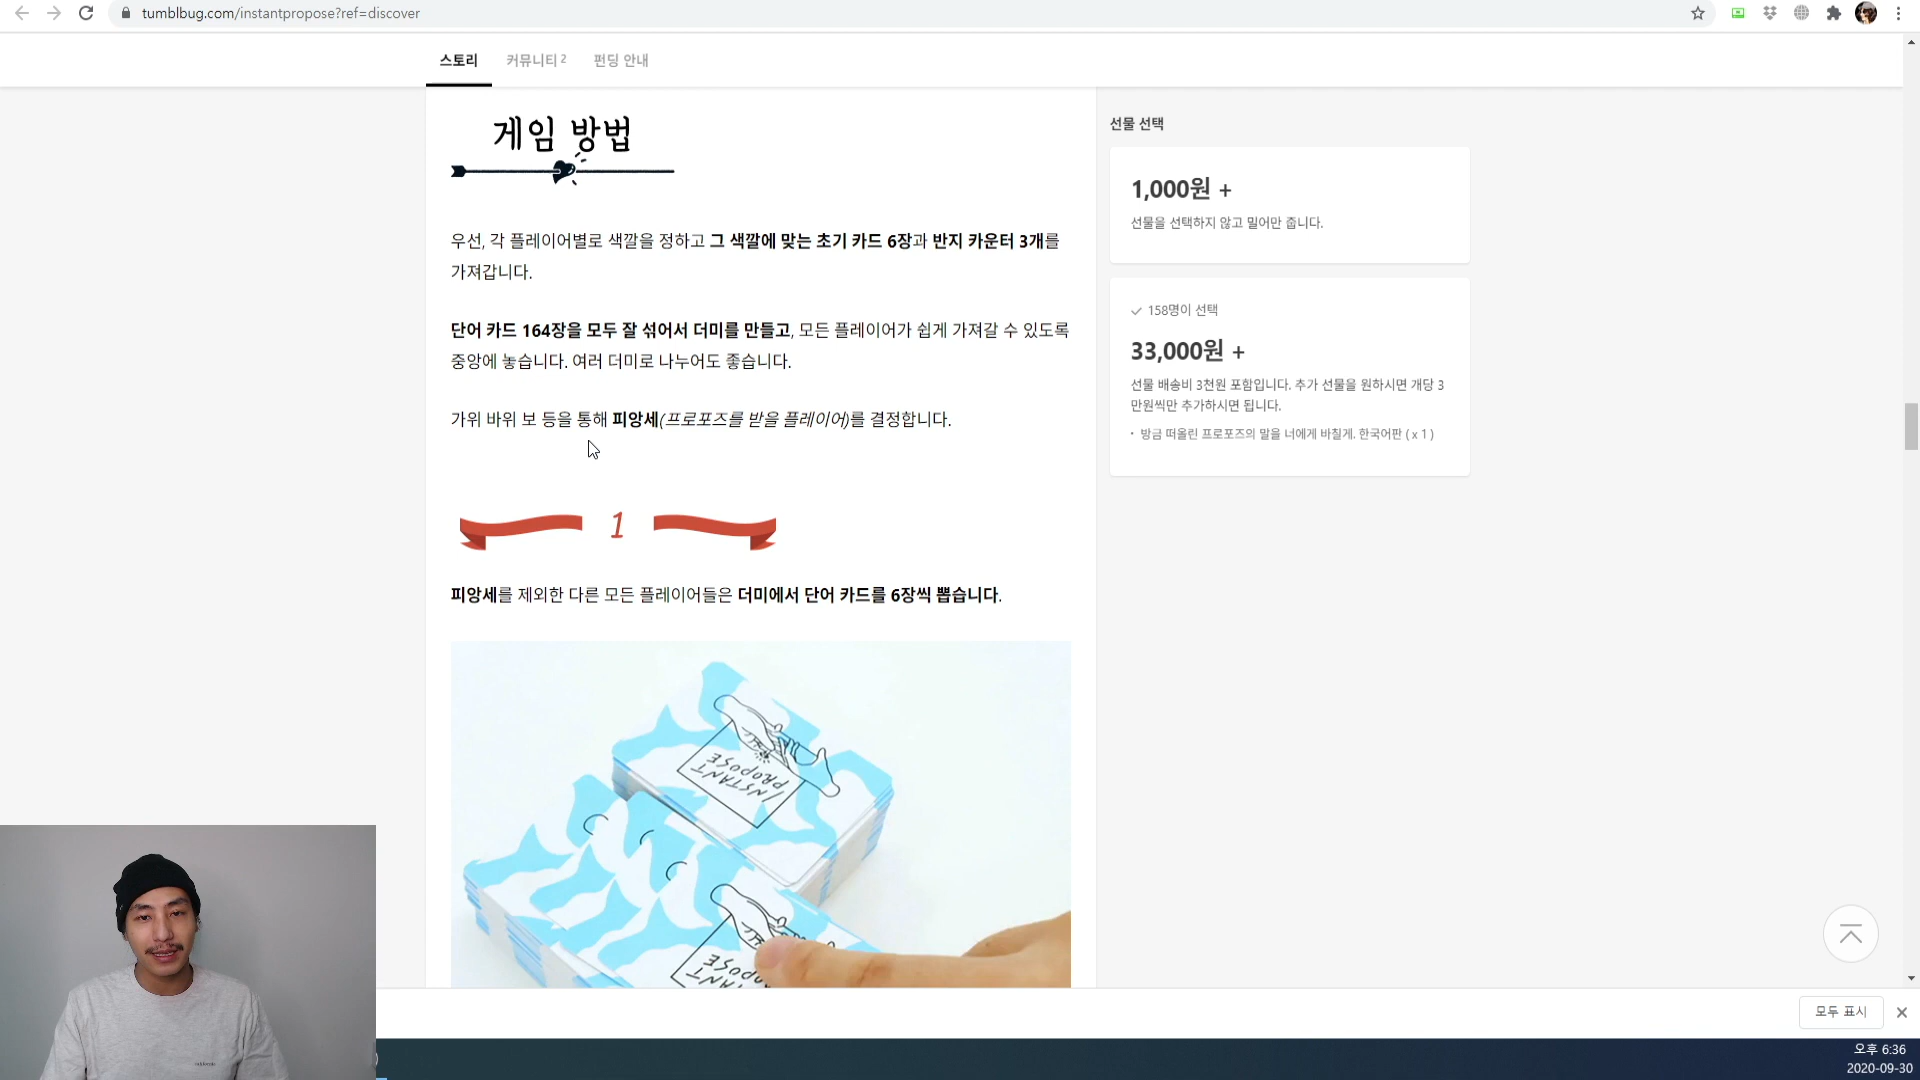 tumblbug.com/instantpropose?ref=discover
스토리 커뮤니티 2 펀딩 안내
게임 방법
우선, 각 플레이어별로 색깔을 정하고 그 색깔에 맞는 초기 카드 6장과 반지 카운터 3개를
가져갑니다.
단어 카드 164장을 모두 잘 섞어서 더미를 만들고, 모든 플레이어가 쉽게 가져갈 수 있도록
중앙에 놓습니다. 여러 더미로 나누어도 좋습니다.
가위 바위 보 등을 통해 피앙세(프로포즈를 받을 플레이어)를 결정합니다.
1
피앙세를 제외한 다른 모든 플레이어들은 더미에서 단어 카드를 6장씩 뽑습니다.
INSTANT
PROPOSE
선물 선택
1,000원 +
선물을 선택하지 않고 밀어만 줍니다.
158명이 선택
33,000원 +
선물 배송비 3천원 포함입니다. 추가 선물을 원하시면 개당 3
만원씩만 추가하시면 됩니다.
• 방금 떠올린 프로포즈의 말을 너에게 바칠게. 한국어판 ( x 1 )
모두 표시
오후 6:36
2020-09-30